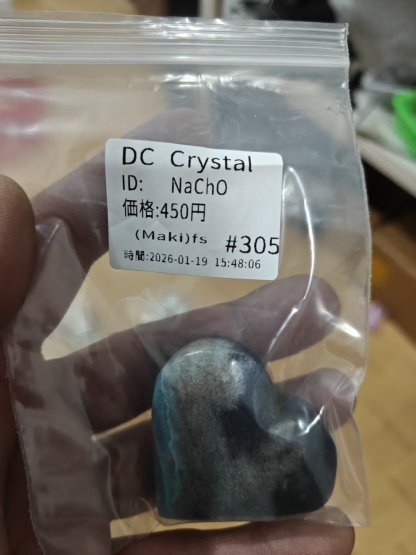 DC Crystal
ID: NaChO
価格:450円
(Maki)fs #305
時間:2026-01-19 15:48:06